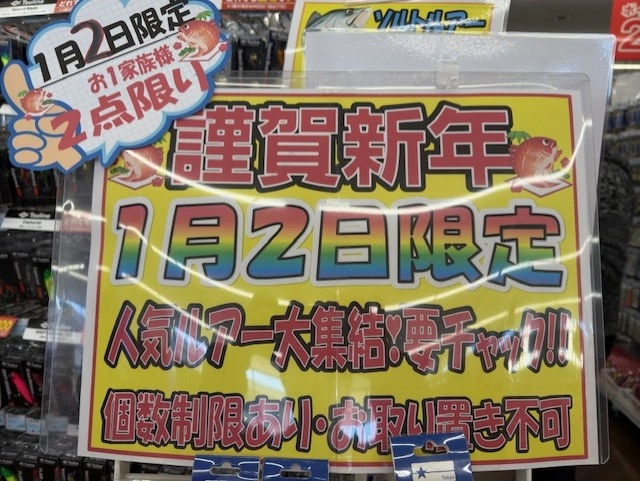 ソルトルアー
1月2日限定
お1家族様
2点限り
謹賀新年
1月2日限定
人気ルアー大集結!要チャック!!
個数制限あり・お取り置き不可